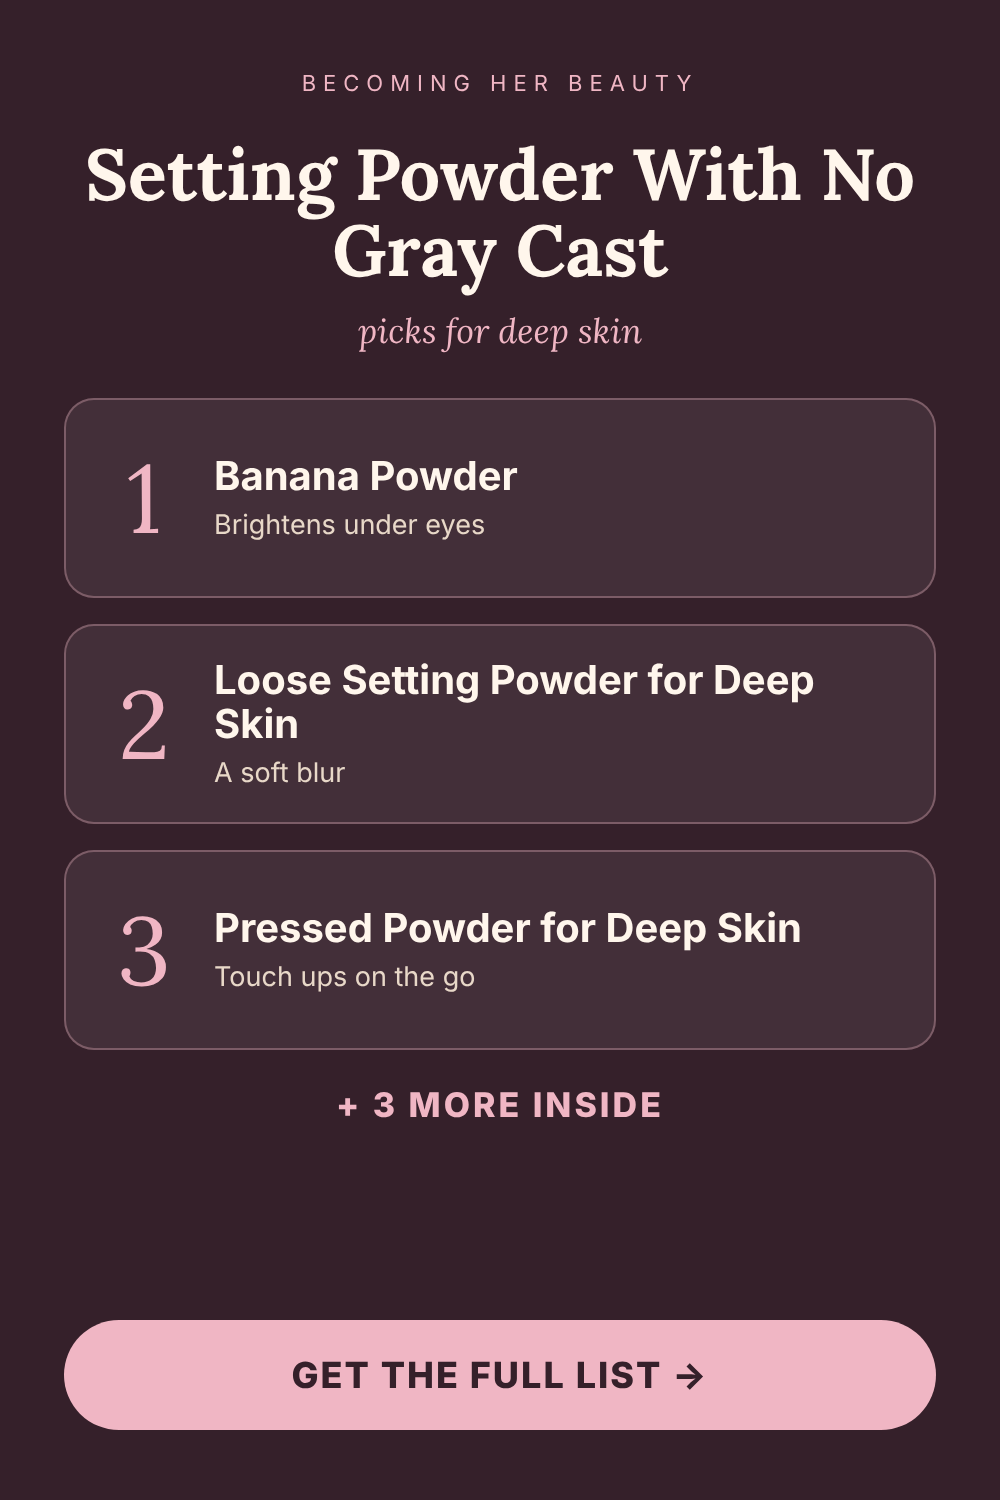 BECOMING HER BEAUTY
Setting Powder With No
Gray Cast
picks for deep skin
1
Banana Powder
Brightens under eyes
2
Loose Setting Powder for Deep
Skin
A soft blur
3
Pressed Powder for Deep Skin
Touch ups on the go
+ 3 MORE INSIDE
GET THE FULL LIST →